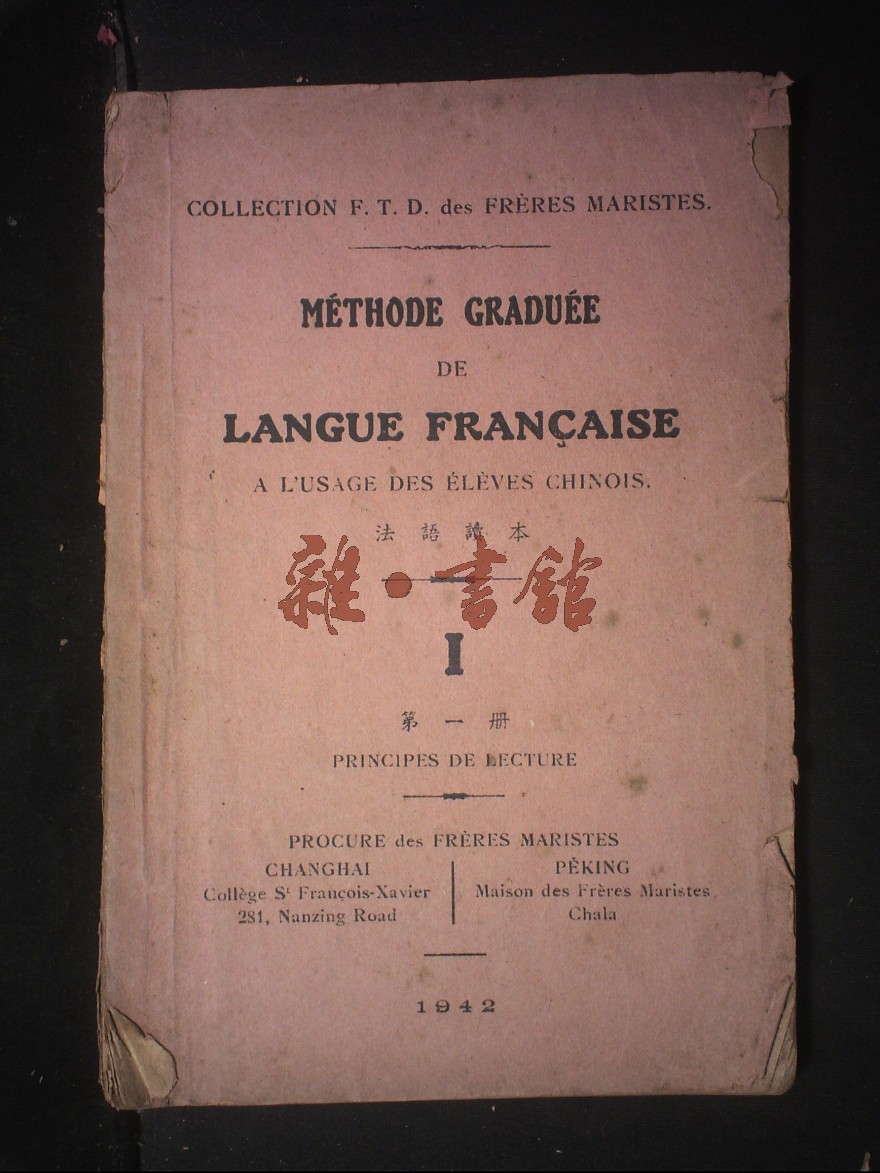 COLLECTION F. T. D. des FRÈRES MARISTES.
MÉTHODE GRADUÉE
DE
LANGUE FRANÇAISE
A L'USAGE DES ÉLÈVES CHINOIS.
法語讀本
雜·書館
I
第一册
PRINCIPES DE LECTURE
PROCURE des FRÈRES MARISTES
CHANGHAI
Collège St François-Xavier
281, Nanzing Road
PÉKING
Maison des Frères Maristes
Chala
1942